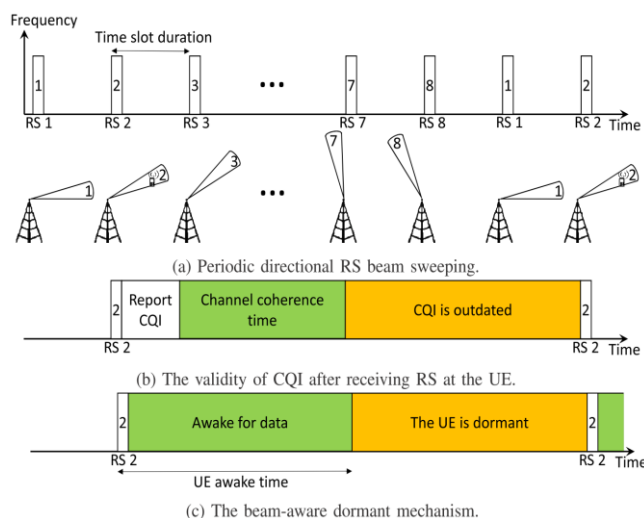 Frequency
Time slot duration
1 2 3 ... 7 8 1 2
RS 1 RS 2 RS 3 RS 7 RS 8 RS 1 RS 2 Time
1 2 3 ... 7 8 1 2
(a) Periodic directional RS beam sweeping.
2 Report CQI Channel coherence time CQI is outdated 2
RS 2 RS 2 Time
(b) The validity of CQI after receiving RS at the UE.
2 Awake for data The UE is dormant 2
RS 2 RS 2 Time
UE awake time
(c) The beam-aware dormant mechanism.